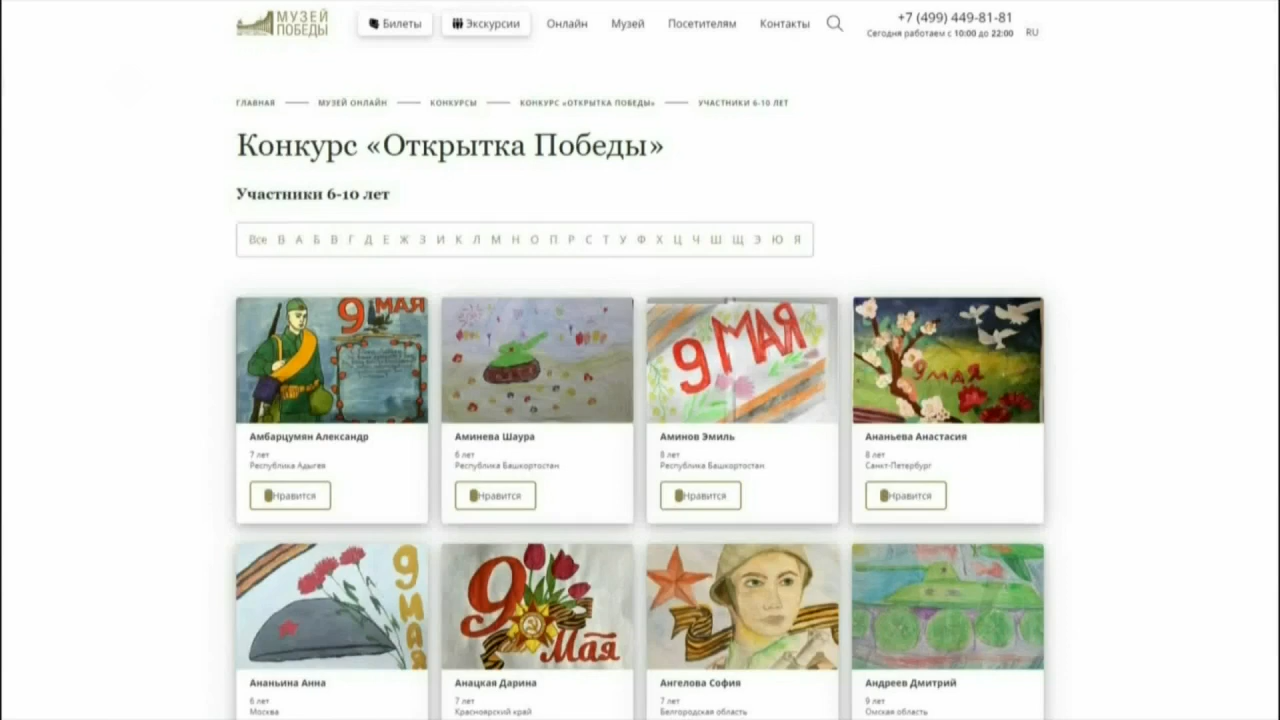 МУЗЕЙ
ПОБЕДЫ
Билеты
Экскурсии
Онлайн
Музей
Посетителям
Контакты
+7 (499) 449-81-81
Сегодня работаем с 10:00 до 22:00
RU
ГЛАВНАЯ — МУЗЕЙ ОНЛАЙН — КОНКУРСЫ — КОНКУРС «ОТКРЫТКА ПОБЕДЫ» — УЧАСТНИКИ 6-10 ЛЕТ
Конкурс «Открытка Победы»
Участники 6-10 лет
Все В А Б В Г Д Е Ж З И К Л М Н О П Р С Т У Ф Х Ц Ч Ш Щ Э Ю Я
9 МАЯ
9 МАЯ
9 МАЯ
Амбарцумян Александр
7 лет
Республика Адыгея
Нравится
Аминева Шаура
6 лет
Республика Башкортостан
Нравится
Аминов Эмиль
8 лет
Республика Башкортостан
Нравится
Ананьева Анастасия
8 лет
Санкт-Петербург
Нравится
9 МАЯ
9 Мая
Ананьина Анна
6 лет
Москва
Анацкая Дарина
7 лет
Красноярский край
Ангелова София
7 лет
Белгородская область
Андреев Дмитрий
9 лет
Омская область